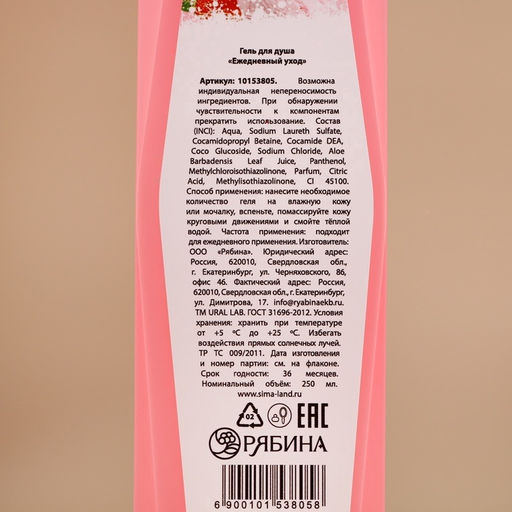 Гель для душа
«Ежедневный уход»
Артикул: 10153805. Возможна
индивидуальная непереносимость
ингредиентов. При обнаружении
чувствительности к компонентам
прекратить использование. Состав
(INCI): Aqua, Sodium Laureth Sulfate,
Cocamidopropyl Betaine, Cocamide DEA,
Coco Glucoside, Sodium Chloride, Aloe
Barbadensis Leaf Juice, Panthenol,
Methylchloroisothiazolinone, Parfum, Citric
Acid, Methylisothiazolinone, CI 45100.
Способ применения: нанесите необходимое
количество геля на влажную кожу
или мочалку, вспеньте, помассируйте кожу
круговыми движениями и смойте тёплой
водой. Частота применения: подходит
для ежедневного применения. Изготовитель:
ООО «Рябина». Юридический адрес:
Россия, 620010, Свердловская обл.,
г. Екатеринбург, ул. Черняховского, 86,
офис 46. Фактический адрес: Россия,
620010, Свердловская обл., г. Екатеринбург,
ул. Димитрова, 17. info@ryabinaekb.ru.
TM URAL LAB. ГОСТ 31696-2012. Условия
хранения: хранить при температуре
от +5 ºC до +25 ºC. Избегать
воздействия прямых солнечных лучей.
ТР ТС 009/2011. Дата изготовления
и номер партии: см. на флаконе.
Срок годности: 36 месяцев.
Номинальный объём: 250 мл.
www.sima-land.ru
02 EAC
РЯБИНА
6 900101 538058